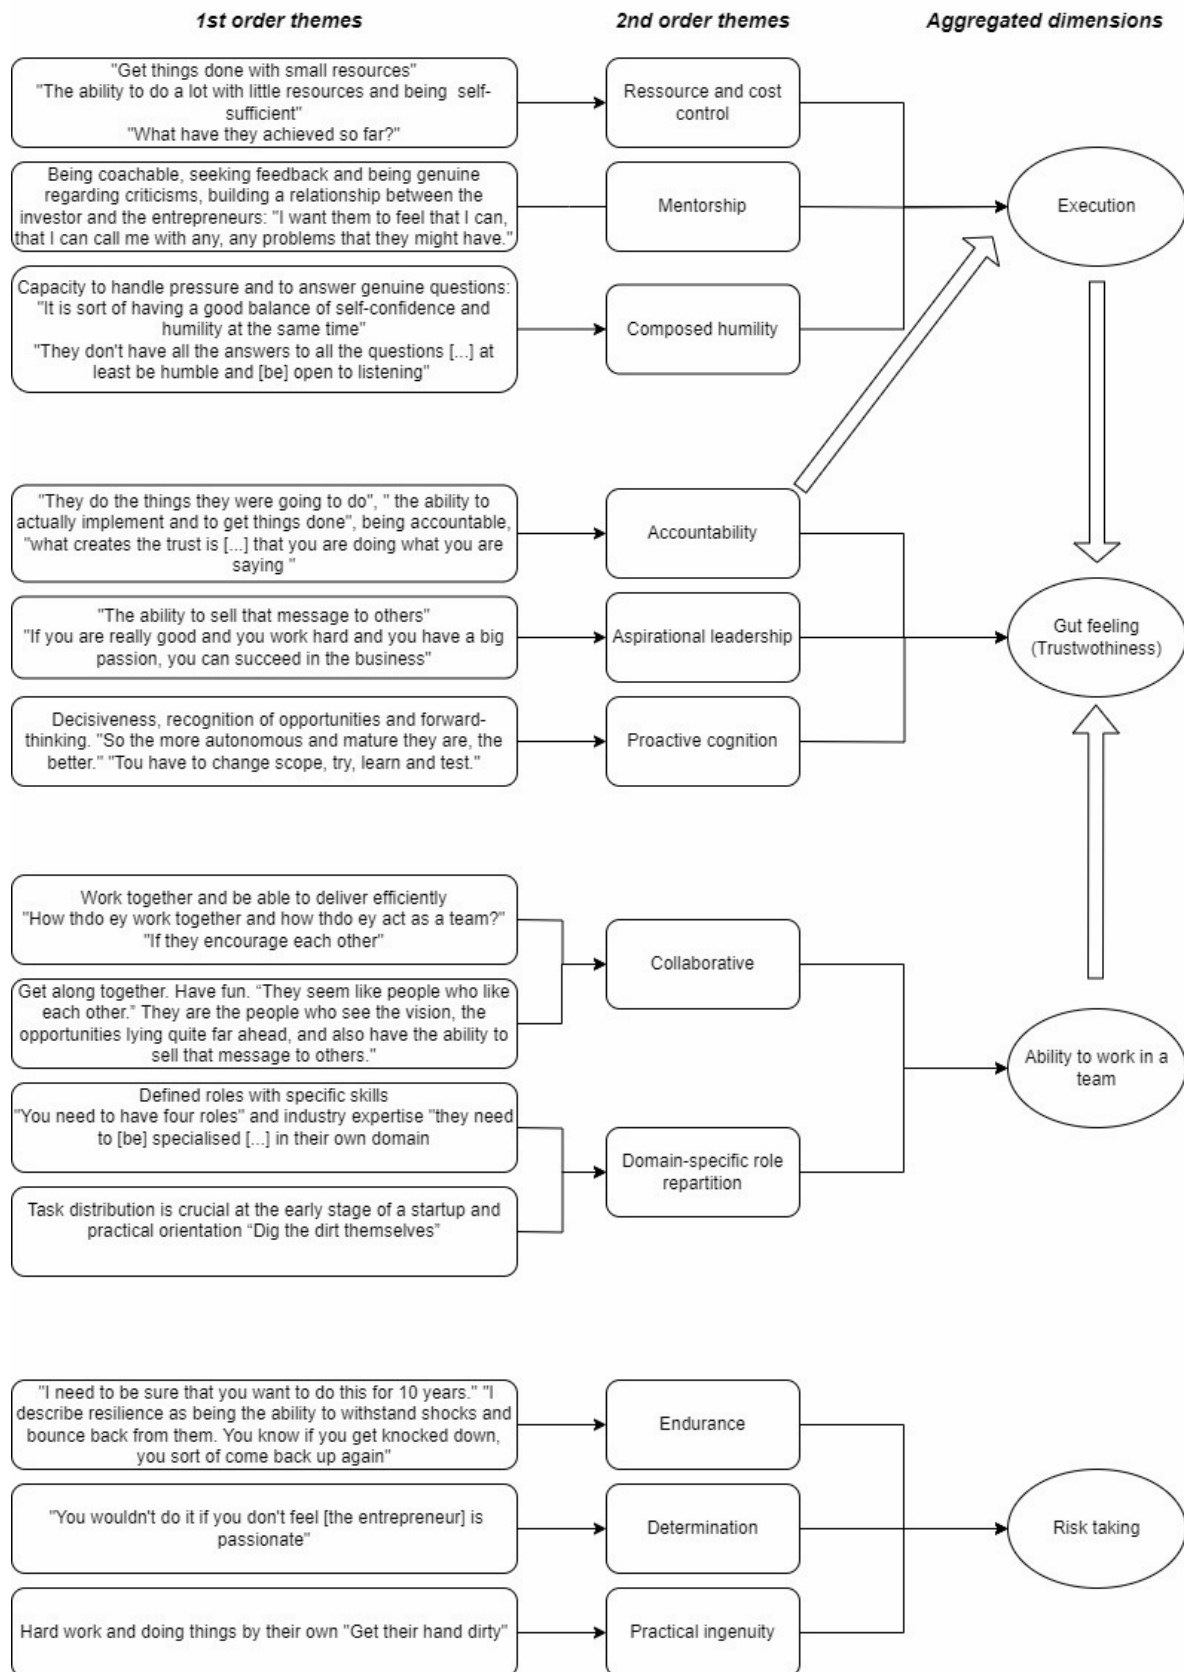 1st order themes
2nd order themes
Aggregated dimensions
"Get things done with small resources"
"The ability to do a lot with little resources and being self-
sufficient"
"What have they achieved so far?"
Ressource and cost
control
Being coachable, seeking feedback and being genuine
regarding criticisms, building a relationship between the
investor and the entrepreneurs: "I want them to feel that I can,
that I can call me with any, any problems that they might have."
Mentorship
Execution
Capacity to handle pressure and to answer genuine questions:
"It is sort of having a good balance of self-confidence and
humility at the same time"
"They don't have all the answers to all the questions [...] at
least be humble and [be] open to listening"
Composed humility
"They do the things they were going to do", " the ability to
actually implement and to get things done", being accountable,
"what creates the trust is [...] that you are doing what you are
saying "
Accountability
"The ability to sell that message to others"
"If you are really good and you work hard and you have a big
passion, you can succeed in the business"
Aspirational leadership
Gut feeling
(Trustwothiness)
Decisiveness, recognition of opportunities and forward-
thinking. "So the more autonomous and mature they are, the
better." "Tou have to change scope, try, learn and test."
Proactive cognition
Work together and be able to deliver efficiently
"How thdo ey work together and how thdo ey act as a team?"
"If they encourage each other"
Collaborative
Get along together. Have fun. “They seem like people who like
each other.” They are the people who see the vision, the
opportunities lying quite far ahead, and also have the ability to
sell that message to others."
Ability to work in a
team
Defined roles with specific skills
"You need to have four roles" and industry expertise "they need
to [be] specialised [...] in their own domain
Domain-specific role
repartition
Task distribution is crucial at the early stage of a startup and
practical orientation “Dig the dirt themselves”
"I need to be sure that you want to do this for 10 years." "I
describe resilience as being the ability to withstand shocks and
bounce back from them. You know if you get knocked down,
you sort of come back up again"
Endurance
"You wouldn't do it if you don't feel [the entrepreneur] is
passionate"
Determination
Risk taking
Hard work and doing things by their own "Get their hand dirty"
Practical ingenuity